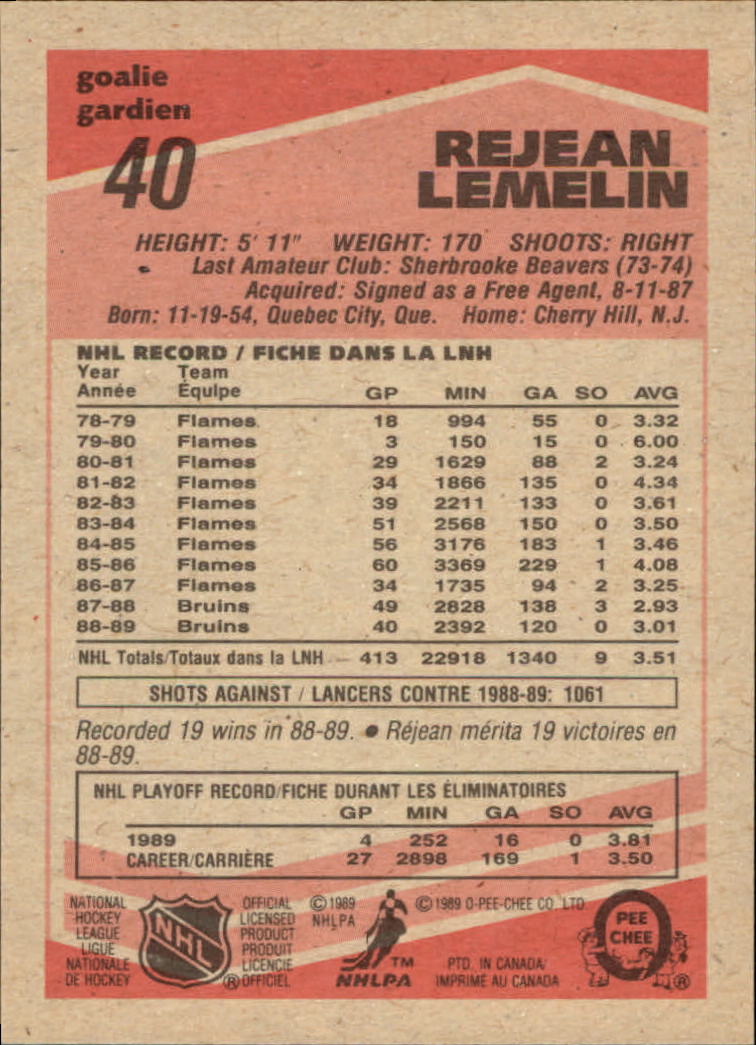 goalie
gardien
40
REJEAN
LEMELIN
HEIGHT: 5' 11" WEIGHT: 170 SHOOTS: RIGHT
Last Amateur Club: Sherbrooke Beavers (73-74)
Acquired: Signed as a Free Agent, 8-11-87
Born: 11-19-54, Quebec City, Que. Home: Cherry Hill, N.J.
NHL RECORD / FICHE DANS LA LNH
Year Team
Année Équipe GP MIN GA SO AVG
78-79 Flames 18 994 55 0 3.32
79-80 Flames 3 150 15 0 6.00
80-81 Flames 29 1629 88 2 3.24
81-82 Flames 34 1866 135 0 4.34
82-83 Flames 39 2211 133 0 3.61
83-84 Flames 51 2568 150 0 3.50
84-85 Flames 56 3176 183 1 3.46
85-86 Flames 60 3369 229 1 4.08
86-87 Flames 34 1735 94 2 3.25
87-88 Bruins 49 2828 138 3 2.93
88-89 Bruins 40 2392 120 0 3.01
NHL Totals/Totaux dans la LNH 413 22918 1340 9 3.51
SHOTS AGAINST / LANCERS CONTRE 1988-89: 1061
Recorded 19 wins in 88-89. ● Réjean mérita 19 victoires en
88-89.
NHL PLAYOFF RECORD/FICHE DURANT LES ÉLIMINATOIRES
GP MIN GA SO AVG
1989 4 252 16 0 3.81
CAREER/CARRIÈRE 27 2898 169 1 3.50
NATIONAL
HOCKEY
LEAGUE
LIGUE
NATIONALE
DE HOCKEY
NHL
OFFICIAL
LICENSED
PRODUCT
PRODUIT
LICENCIE
® OFFICIEL
© 1989
NHLPA
TM
NHLPA
© 1989 O-PEE-CHEE CO. LTD.
PTD. IN CANADA/
IMPRIMÉ AU CANADA
PEE
CHEE
®